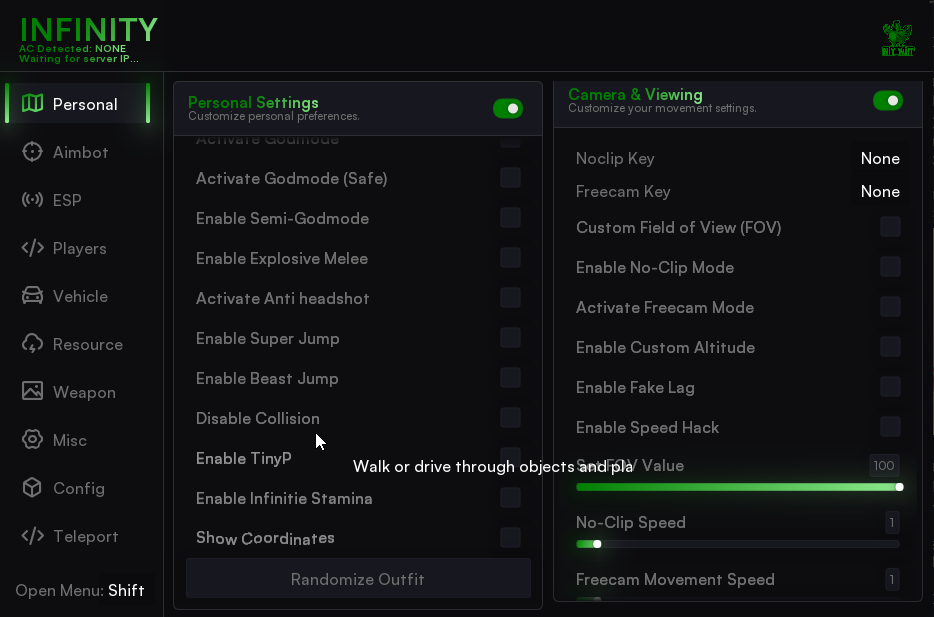 INFINITY
AC Detected: NONE
Waiting for server IP...
Personal
Aimbot
ESP
Players
Vehicle
Resource
Weapon
Misc
Config
Teleport
Open Menu: Shift
Personal Settings
Customize personal preferences.
Activate Godmode
Activate Godmode (Safe)
Enable Semi-Godmode
Enable Explosive Melee
Activate Anti headshot
Enable Super Jump
Enable Beast Jump
Disable Collision
Enable TinyP
Walk or drive through objects and pla
Enable Infinitie Stamina
Show Coordinates
Randomize Outfit
Camera & Viewing
Customize your movement settings.
Noclip Key None
Freecam Key None
Custom Field of View (FOV)
Enable No-Clip Mode
Activate Freecam Mode
Enable Custom Altitude
Enable Fake Lag
Enable Speed Hack
Set FOV Value 100
No-Clip Speed 1
Freecam Movement Speed 1